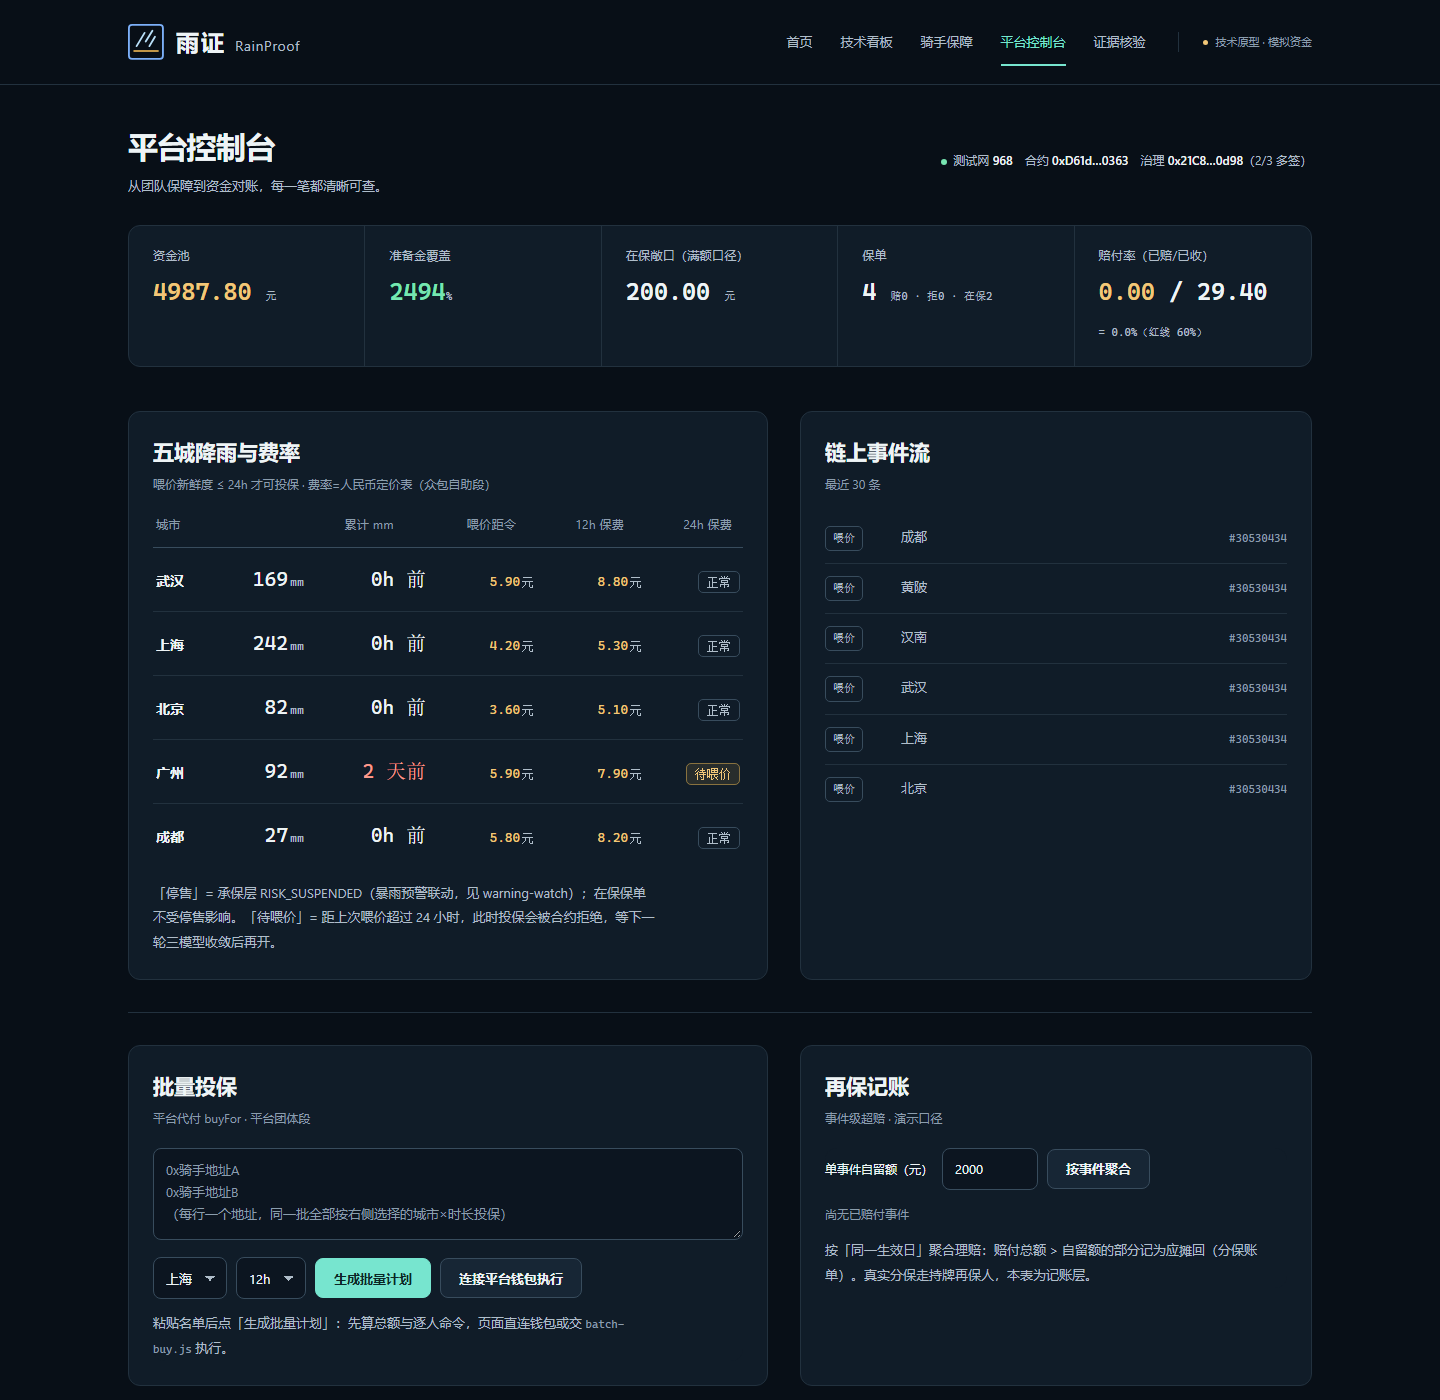 雨证 RainProof
首页 技术看板 骑手保障 平台控制台 证据核验 技术原型 · 模拟资金
平台控制台
从团队保障到资金对账，每一笔都清晰可查。
测试网 968 合约 0xD61d…0363 治理 0x21C8…0d98（2/3 多签）
资金池
4987.80 元
准备金覆盖
2494%
在保敞口（满额口径）
200.00 元
保单
4 赔0 · 拒0 · 在保2
赔付率（已赔/已收）
0.00 / 29.40
= 0.0%（红线 60%）
五城降雨与费率
喂价新鲜度 ≤ 24h 才可投保 · 费率=人民币定价表（众包自助段）
城市 累计 mm 喂价距今 12h 保费 24h 保费
武汉 169mm 0h 前 5.90元 8.80元 正常
上海 242mm 0h 前 4.20元 5.30元 正常
北京 82mm 0h 前 3.60元 5.10元 正常
广州 92mm 2 天前 5.90元 7.90元 待喂价
成都 27mm 0h 前 5.80元 8.20元 正常
「停售」= 承保层 RISK_SUSPENDED（暴雨预警联动，见 warning-watch）；在保保单
不受停售影响。「待喂价」= 距上次喂价超过 24 小时，此时投保会被合约拒绝，等下一
轮三模型收敛后再开。
链上事件流
最近 30 条
喂价 成都 #30530434
喂价 黄陂 #30530434
喂价 汉南 #30530434
喂价 武汉 #30530434
喂价 上海 #30530434
喂价 北京 #30530434
批量投保
平台代付 buyFor · 平台团体段
0x骑手地址A
0x骑手地址B
（每行一个地址，同一批全部按右侧选择的城市×时长投保）
上海 12h 生成批量计划 连接平台钱包执行
粘贴名单后点「生成批量计划」：先算总额与逐人命令，页面直连钱包或交 batch-
buy.js 执行。
再保记账
事件级超赔 · 演示口径
单事件自留额（元） 2000 按事件聚合
尚无已赔付事件
按「同一生效日」聚合理赔：赔付总额 > 自留额的部分记为应摊回（分保账
单）。真实分保走持牌再保人，本表为记账层。